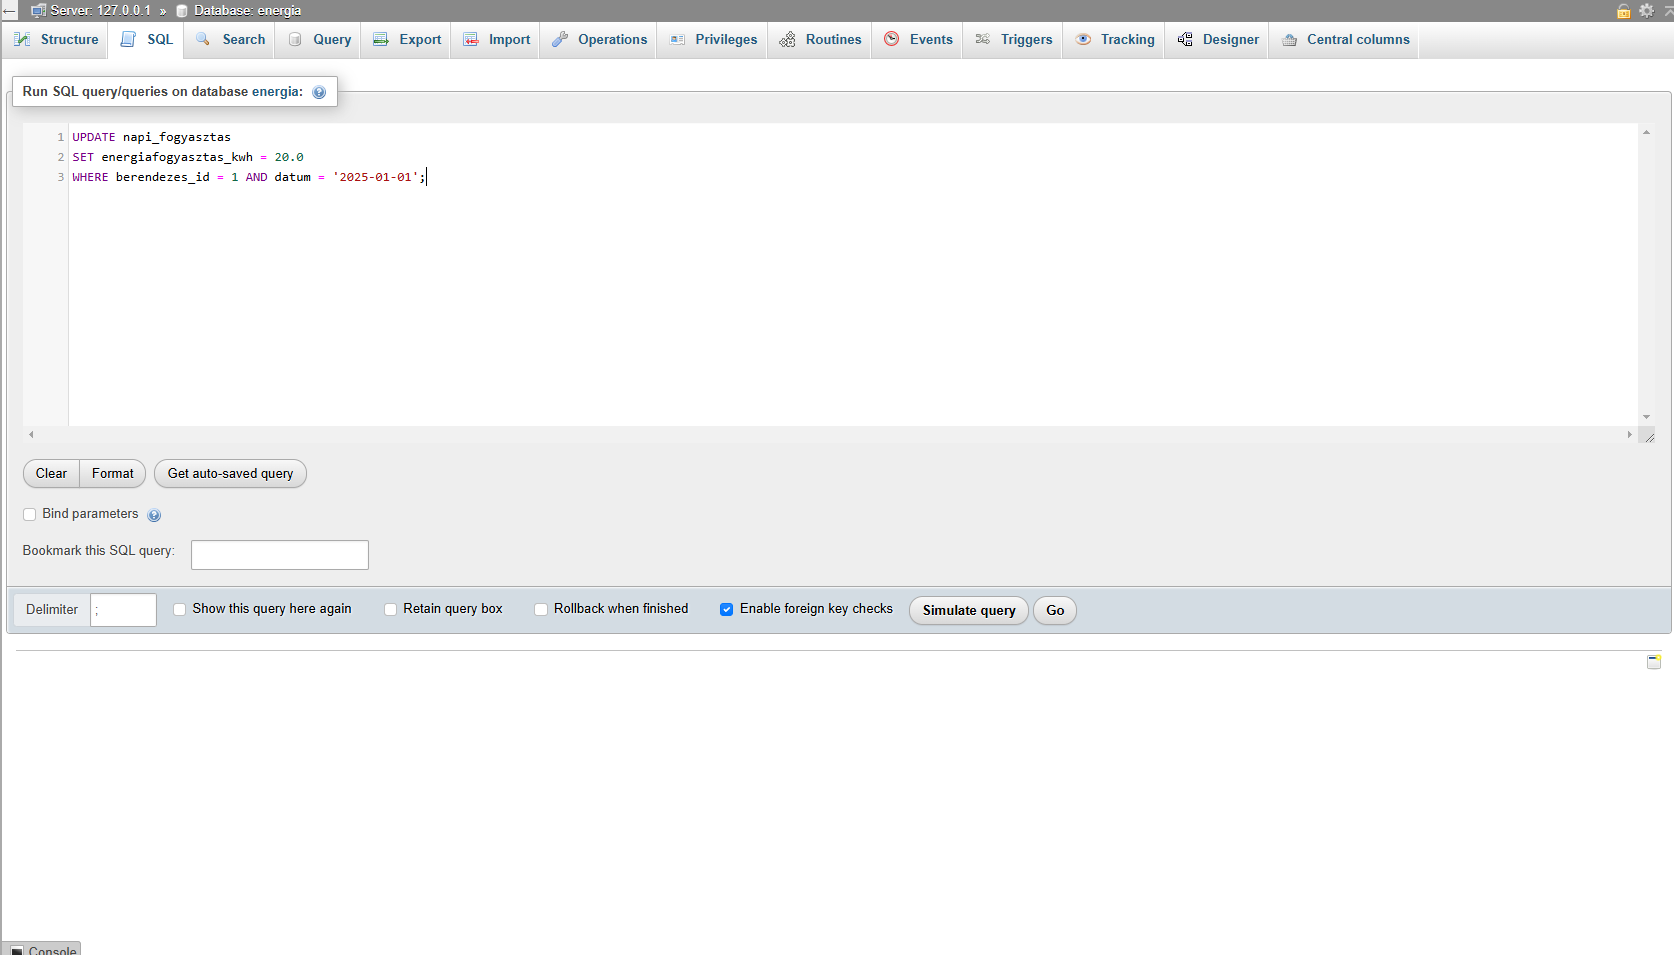 Server: 127.0.0.1 » Database: energia
Structure SQL Search Query Export Import Operations Privileges Routines Events Triggers Tracking Designer Central columns
Run SQL query/queries on database energia:
1 UPDATE napi_fogyasztas
2 SET energiafogyasztas_kwh = 20.0
3 WHERE berendezes_id = 1 AND datum = '2025-01-01';
Clear Format Get auto-saved query
Bind parameters
Bookmark this SQL query:
Delimiter ; Show this query here again Retain query box Rollback when finished Enable foreign key checks Simulate query Go
Console